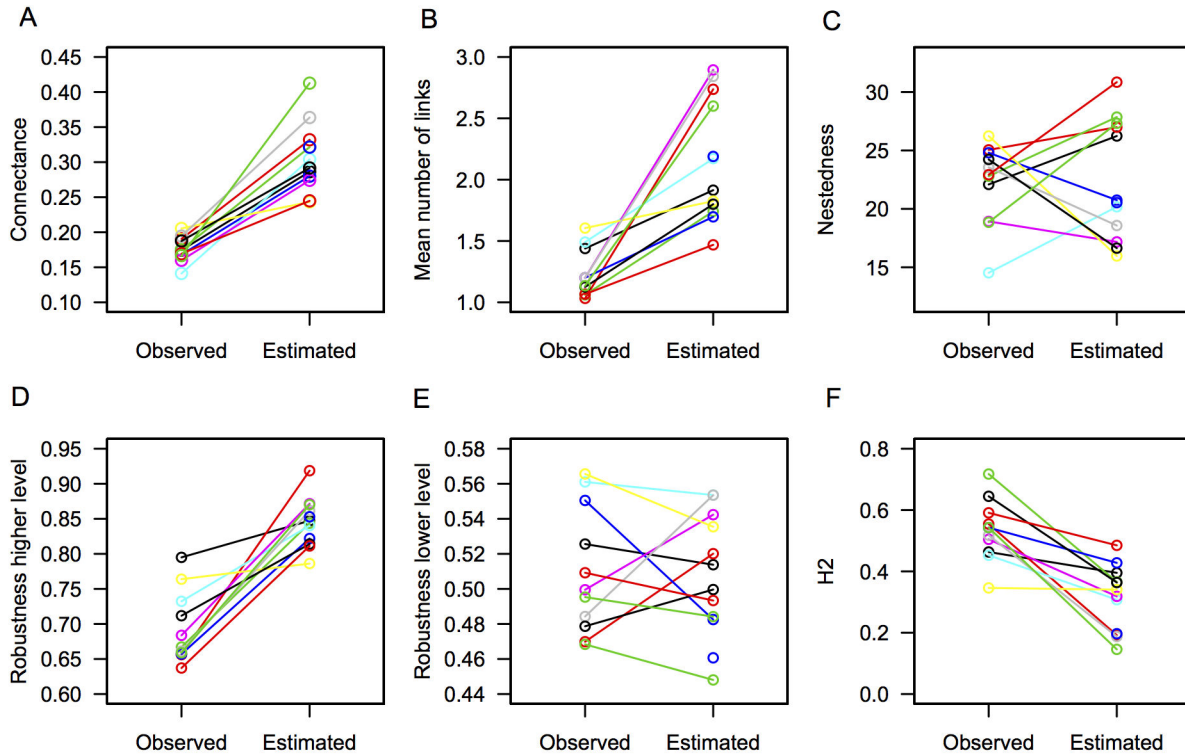 A
Connectance
0.45
0.40
0.35
0.30
0.25
0.20
0.15
0.10
Observed Estimated
B
Mean number of links
3.0
2.5
2.0
1.5
1.0
Observed Estimated
C
Nestedness
30
25
20
15
Observed Estimated
D
Robustness higher level
0.95
0.90
0.85
0.80
0.75
0.70
0.65
0.60
Observed Estimated
E
Robustness lower level
0.58
0.56
0.54
0.52
0.50
0.48
0.46
0.44
Observed Estimated
F
H2
0.8
0.6
0.4
0.2
0.0
Observed Estimated